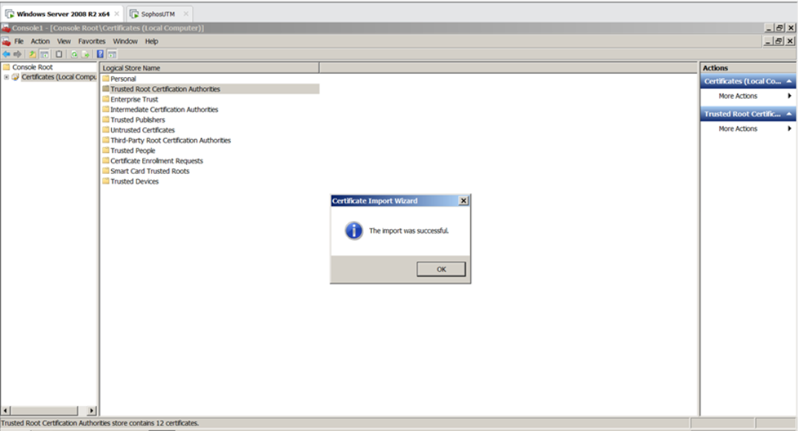 Windows Server 2008 R2 x64
SophosUTM
Console1 - [Console Root\Certificates (Local Computer)]
File Action View Favorites Window Help
Console Root
Certificates (Local Compu
Logical Store Name
Personal
Trusted Root Certification Authorities
Enterprise Trust
Intermediate Certification Authorities
Trusted Publishers
Untrusted Certificates
Third-Party Root Certification Authorities
Trusted People
Certificate Enrolment Requests
Smart Card Trusted Roots
Trusted Devices
Certificate Import Wizard
The import was successful.
OK
Actions
Certificates (Local Co...
More Actions
Trusted Root Certific...
More Actions
Trusted Root Certification Authorities store contains 12 certificates.